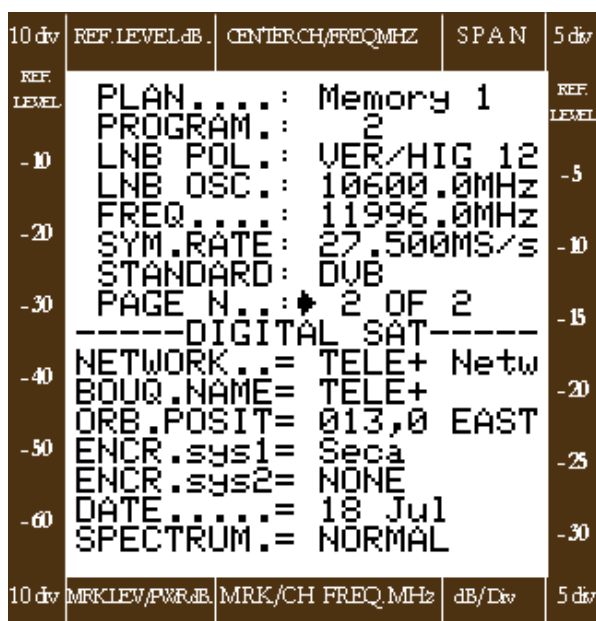 10 div REF.LEVEL dB. CENTER CH/FREQ MHZ SPAN 5 div
REF. LEVEL
REF. LEVEL
PLAN....: Memory 1
PROGRAM.: 2
LNB POL.: VER/HIG 12
LNB OSC.: 10600.0MHz
FREQ....: 11996.0MHz
SYM.RATE: 27.500MS/s
STANDARD: DVB
PAGE N..:➧ 2 OF 2
-----DIGITAL SAT-----
NETWORK..= TELE+ Netw
BOUQ.NAME= TELE+
ORB.POSIT= 013,0 EAST
ENCR.sys1= Seca
ENCR.sys2= NONE
DATE.....= 18 Jul
SPECTRUM.= NORMAL
-10
-20
-30
-40
-50
-60
-5
-10
-15
-20
-25
-30
10 div MRK.LEV/PWR.dB. MRK/CH FREQ.MHz dB/Div 5 div